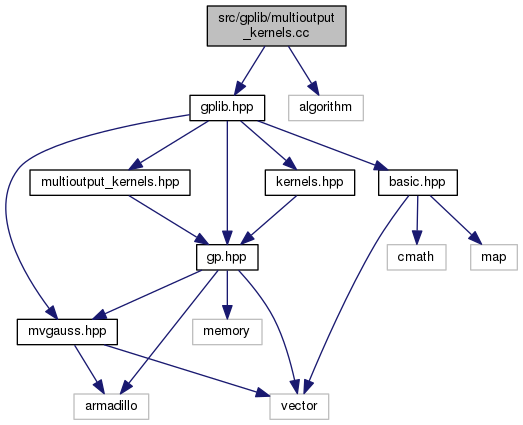 src/gplib/multioutput
_kernels.cc
gplib.hpp
algorithm
multioutput_kernels.hpp
kernels.hpp
basic.hpp
gp.hpp
cmath
map
mvgauss.hpp
memory
armadillo
vector